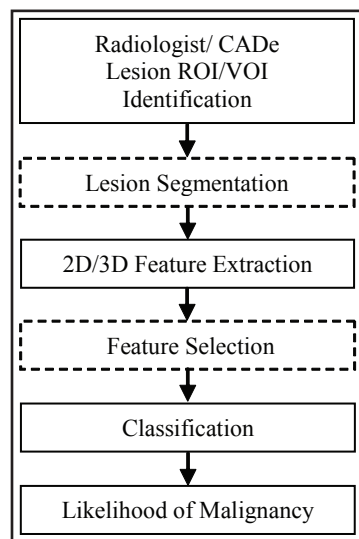 Radiologist/ CADe
Lesion ROI/VOI
Identification
Lesion Segmentation
2D/3D Feature Extraction
Feature Selection
Classification
Likelihood of Malignancy